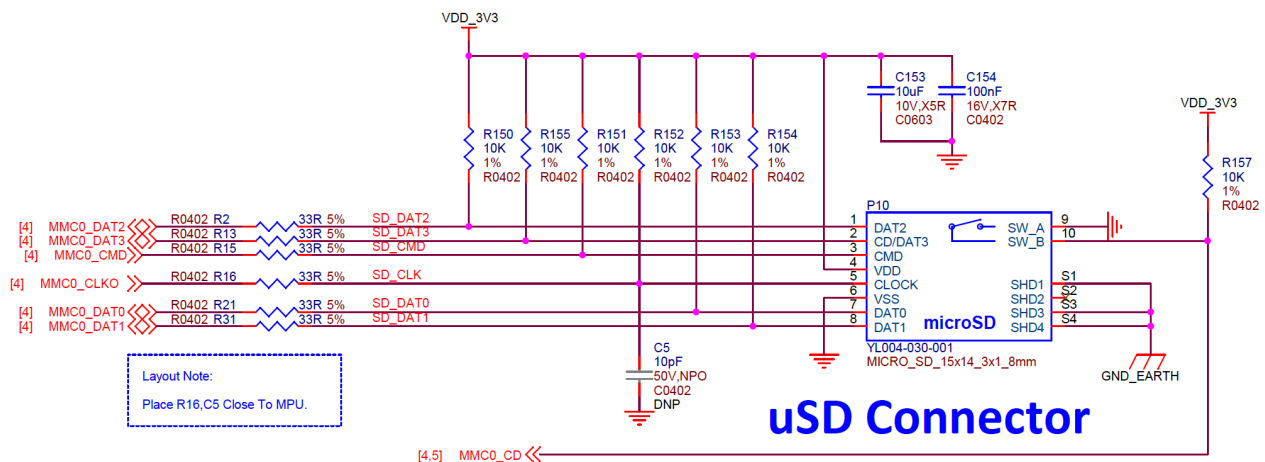 VDD_3V3
C153
10uF
10V,X5R
C0603
C154
100nF
16V,X7R
C0402
VDD_3V3
R150
10K
1%
R0402
R155
10K
1%
R0402
R151
10K
1%
R0402
R152
10K
1%
R0402
R153
10K
1%
R0402
R154
10K
1%
R0402
R157
10K
1%
R0402
[4] MMC0_DAT2 R0402 R2 33R 5% SD_DAT2
[4] MMC0_DAT3 R0402 R13 33R 5% SD_DAT3
[4] MMC0_CMD R0402 R15 33R 5% SD_CMD
[4] MMC0_CLKO R0402 R16 33R 5% SD_CLK
[4] MMC0_DAT0 R0402 R21 33R 5% SD_DAT0
[4] MMC0_DAT1 R0402 R31 33R 5% SD_DAT1
P10
1 DAT2 SW_A 9
2 CD/DAT3 SW_B 10
3 CMD
4 VDD
5 CLOCK SHD1 S1
6 VSS SHD2 S2
7 DAT0 SHD3 S3
8 DAT1 SHD4 S4
microSD
YL004-030-001
MICRO_SD_15x14_3x1_8mm
GND_EARTH
C5
10pF
50V,NPO
C0402
DNP
Layout Note:
Place R16,C5 Close To MPU.
uSD Connector
[4,5] MMC0_CD